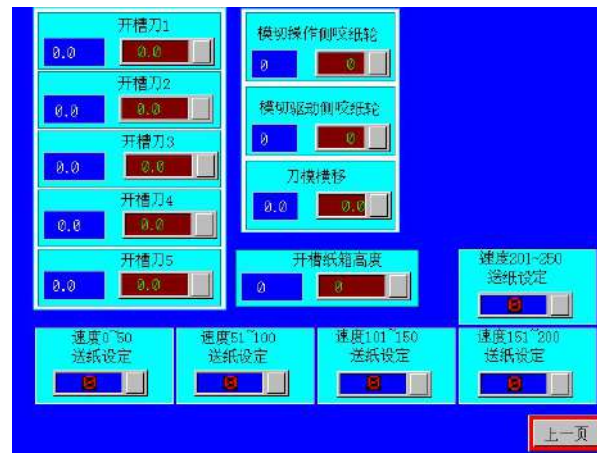 开槽刀1
0.0 0.0
开槽刀2
0.0 0.0
开槽刀3
0.0 0.0
开槽刀4
0.0 0.0
开槽刀5
0.0 0.0
模切操作侧咬纸轮
0 0
模切驱动侧咬纸轮
0 0
刀模横移
0.0 0.0
开槽纸箱高度
0 0
速度201~250
送纸设定
0
速度0~50
送纸设定
0
速度51~100
送纸设定
0
速度101~150
送纸设定
0
速度151~200
送纸设定
0
上一页